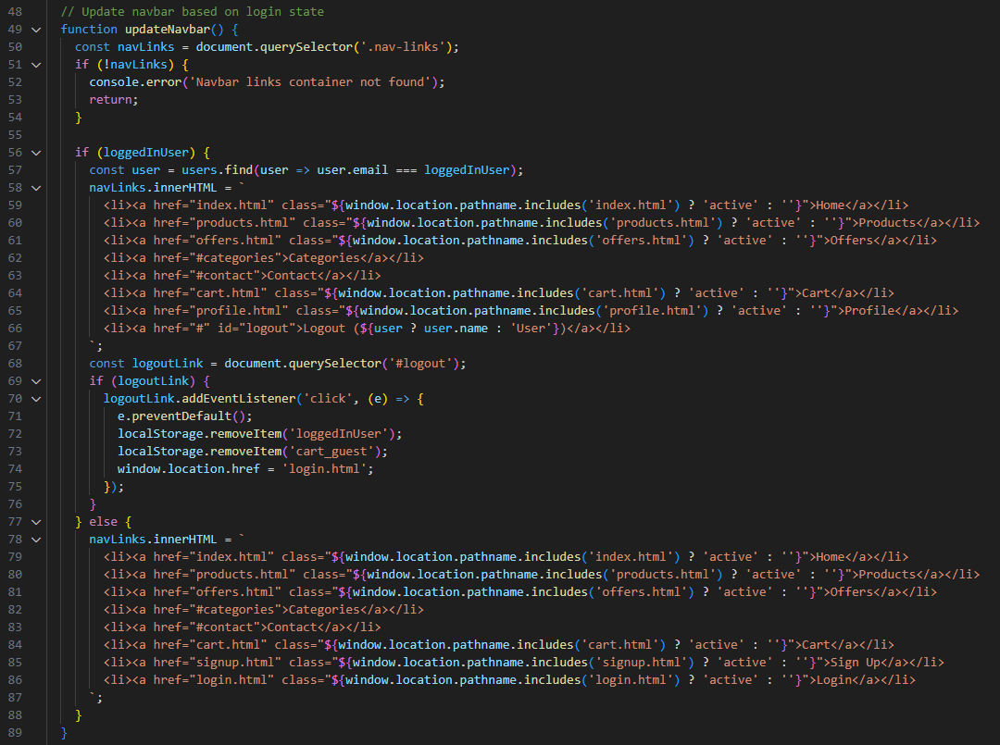 48 // Update navbar based on login state
49 function updateNavbar() {
50 const navLinks = document.querySelector('.nav-links');
51 if (!navLinks) {
52 console.error('Navbar links container not found');
53 return;
54 }
55
56 if (loggedInUser) {
57 const user = users.find(user => user.email === loggedInUser);
58 navLinks.innerHTML = `
59 <li><a href="index.html" class="${window.location.pathname.includes('index.html') ? 'active' : ''}">Home</a></li>
60 <li><a href="products.html" class="${window.location.pathname.includes('products.html') ? 'active' : ''}">Products</a></li>
61 <li><a href="offers.html" class="${window.location.pathname.includes('offers.html') ? 'active' : ''}">Offers</a></li>
62 <li><a href="#categories">Categories</a></li>
63 <li><a href="#contact">Contact</a></li>
64 <li><a href="cart.html" class="${window.location.pathname.includes('cart.html') ? 'active' : ''}">Cart</a></li>
65 <li><a href="profile.html" class="${window.location.pathname.includes('profile.html') ? 'active' : ''}">Profile</a></li>
66 <li><a href="#" id="logout">Logout (${user ? user.name : 'User'})</a></li>
67 `;
68 const logoutLink = document.querySelector('#logout');
69 if (logoutLink) {
70 logoutLink.addEventListener('click', (e) => {
71 e.preventDefault();
72 localStorage.removeItem('loggedInUser');
73 localStorage.removeItem('cart_guest');
74 window.location.href = 'login.html';
75 });
76 }
77 } else {
78 navLinks.innerHTML = `
79 <li><a href="index.html" class="${window.location.pathname.includes('index.html') ? 'active' : ''}">Home</a></li>
80 <li><a href="products.html" class="${window.location.pathname.includes('products.html') ? 'active' : ''}">Products</a></li>
81 <li><a href="offers.html" class="${window.location.pathname.includes('offers.html') ? 'active' : ''}">Offers</a></li>
82 <li><a href="#categories">Categories</a></li>
83 <li><a href="#contact">Contact</a></li>
84 <li><a href="cart.html" class="${window.location.pathname.includes('cart.html') ? 'active' : ''}">Cart</a></li>
85 <li><a href="signup.html" class="${window.location.pathname.includes('signup.html') ? 'active' : ''}">Sign Up</a></li>
86 <li><a href="login.html" class="${window.location.pathname.includes('login.html') ? 'active' : ''}">Login</a></li>
87 `;
88 }
89 }